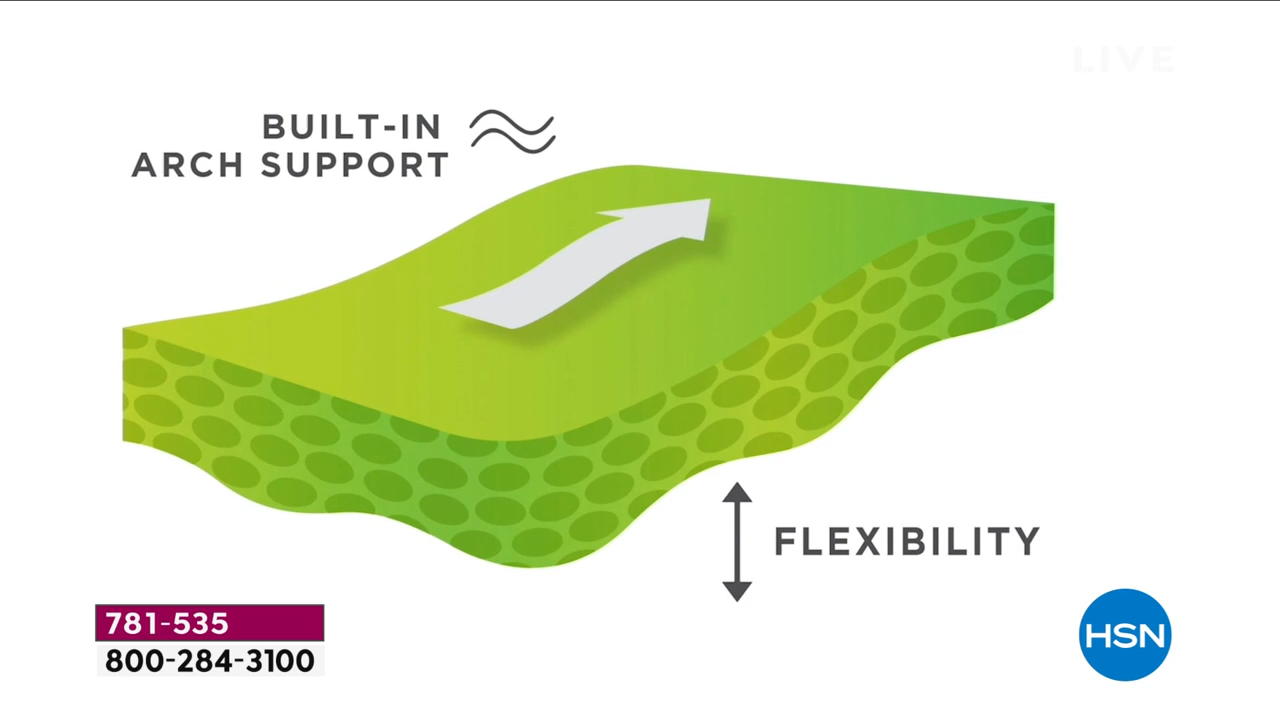 LIVE
BUILT-IN
ARCH SUPPORT
FLEXIBILITY
781-535
800-284-3100
HSN